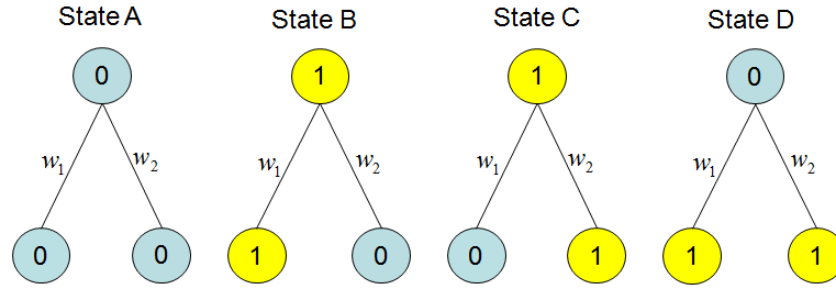 State A State B State C State D
0 1 1 0
w₁ w₂ w₁ w₂ w₁ w₂ w₁ w₂
0 0 1 0 0 1 1 1